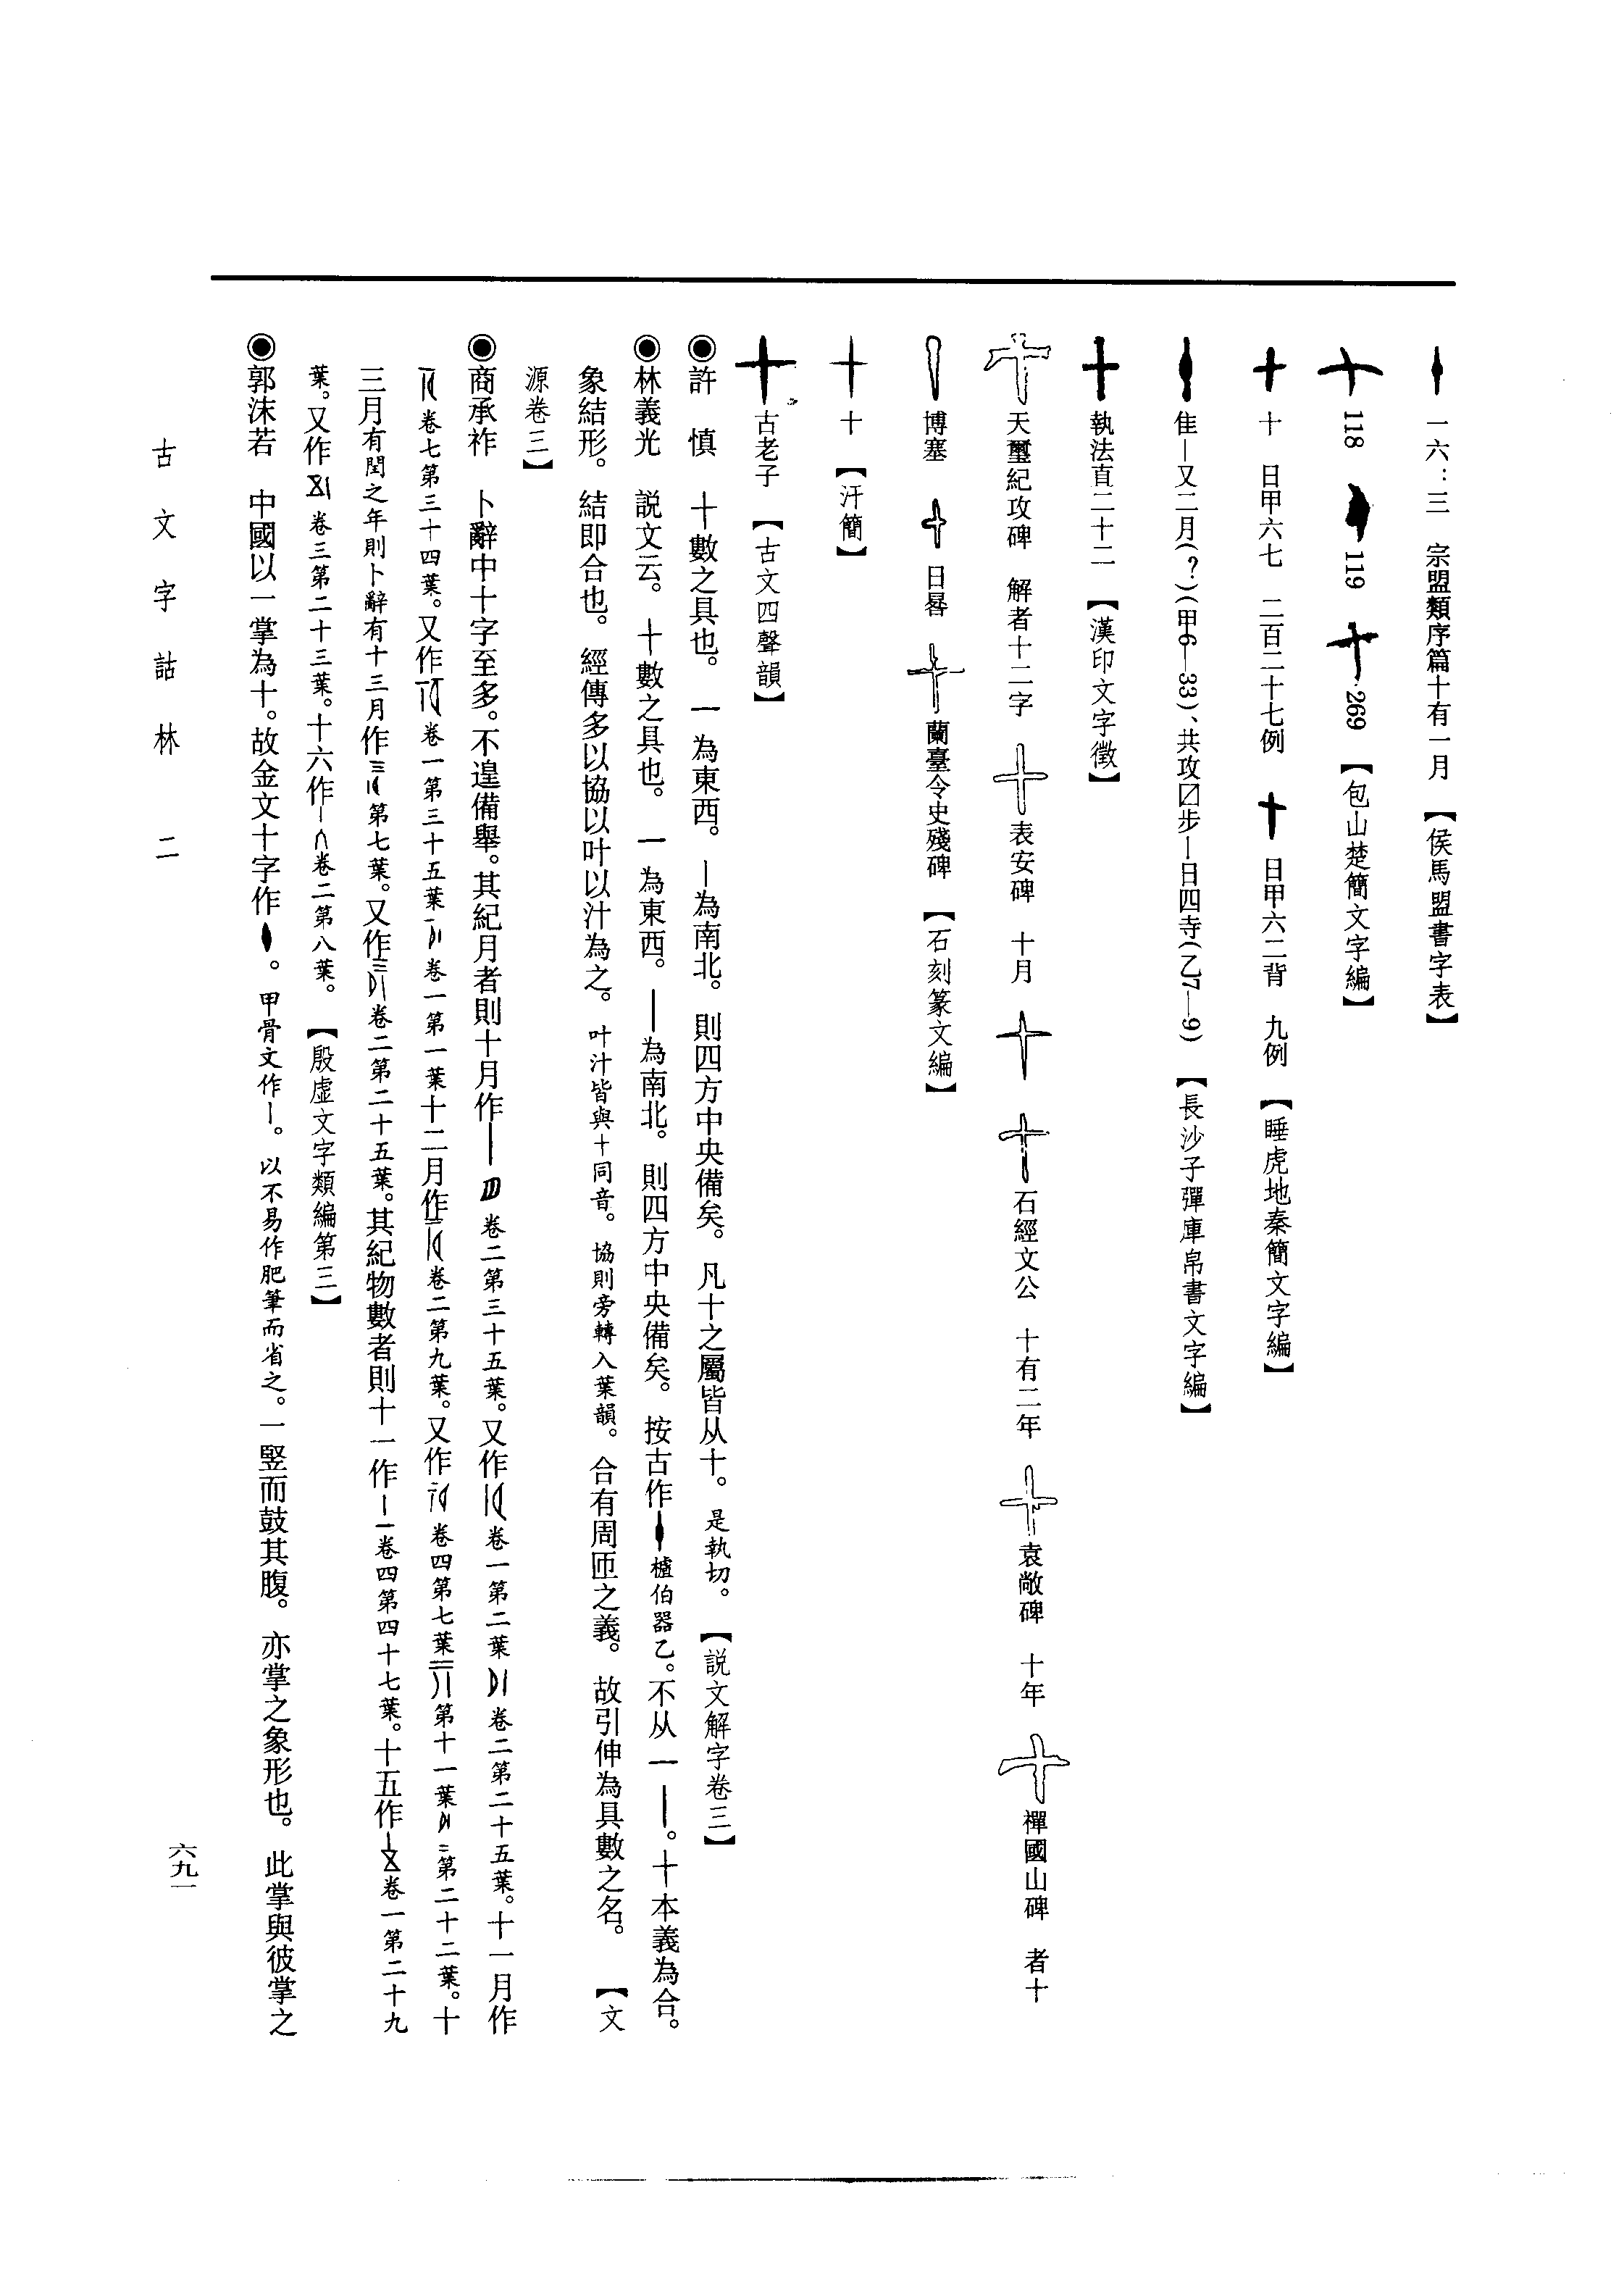 一六：三　宗盟類序篇十有一月　【侯馬盟書字表】
118　119　269　【包山楚簡文字編】
十　日甲六七　二百二十七例　日甲六二背　九例　【睡虎地秦簡文字編】
隹—又二月(？)(甲6—33)、共攻〼步—日四寺(乙7—9)　【長沙子彈庫帛書文字編】
執法直二十二　【漢印文字徵】
天璽紀攻碑　解者十二字　袁安碑　十月　石經文公　十有二年　袁敞碑　十年　禪國山碑　者十
博塞　日晷　蘭臺令史殘碑　【石刻篆文編】
十　【汗簡】
古老子　【古文四聲韻】
◉許　慎　十數之具也。一為東西。丨為南北。則四方中央備矣。凡十之屬皆从十。是執切。【說文解字卷三】
◉林義光　説文云。十數之具也。一為東西。丨為南北。則四方中央備矣。按古作　𣡌伯器乙。不从一丨。十本義為合。
象結形。結即合也。經傳多以協以叶以汁為之。叶汁皆與十同音。協則旁轉入葉韻。合有周匝之義。故引伸為具數之名。【文
源卷三】
◉商承祚　卜辭中十字至多。不遑備舉。其紀月者則十月作　卷二第三十五葉。又作　卷一第二葉　卷二第二十五葉。十一月作
卷七第三十四葉。又作　卷一第三十五葉　卷一第一葉十二月作　卷二第九葉。又作　卷四第七葉　第十一葉　第二十二葉。十
三月有閏之年則卜辭有十三月作　第七葉。又作　卷二第二十五葉。其紀物數者則十一作　卷四第四十七葉。十五作　卷一第二十九
葉。又作　卷三第二十三葉。十六作　卷二第八葉。【殷虛文字類編第三】
◉郭沫若　中國以一掌為十。故金文十字作　。甲骨文作丨。以不易作肥筆而省之。一豎而鼓其腹。亦掌之象形也。此掌與彼掌之
古文字詁林　二
六九一